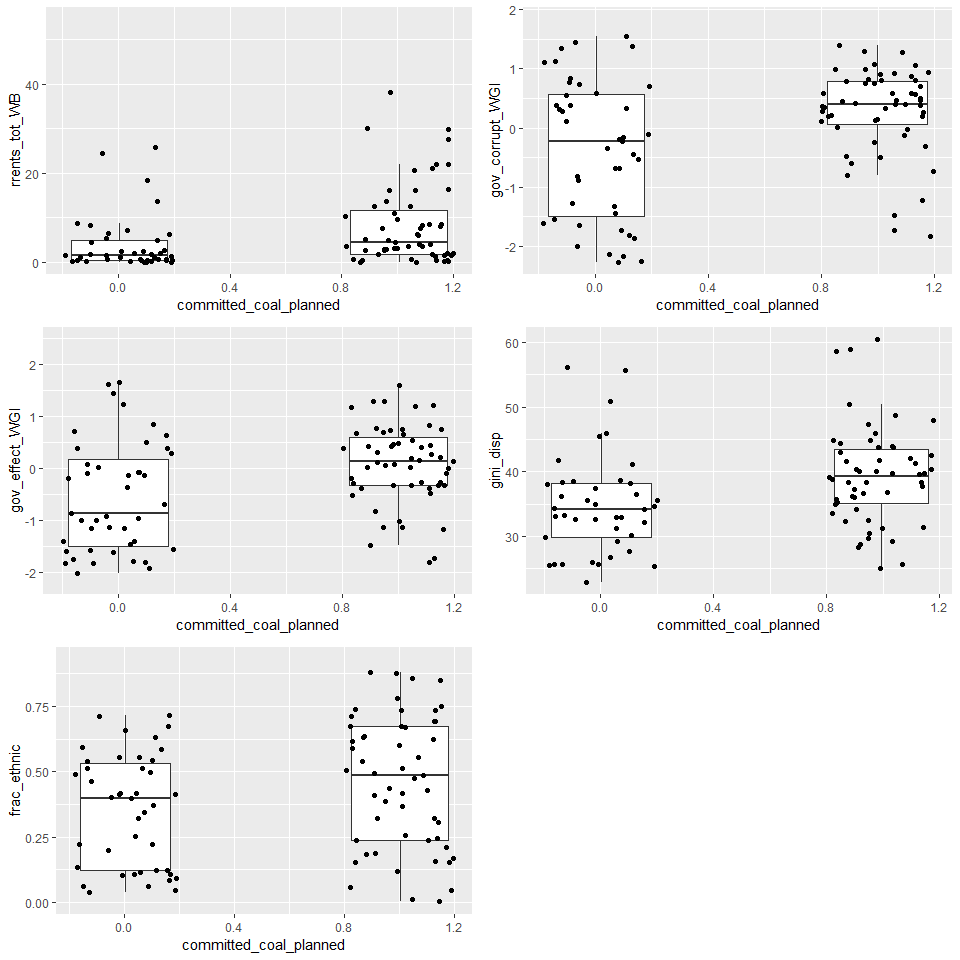 rrents_tot_WB
40
20
0
0.0 0.4 0.8 1.2
committed_coal_planned
gov_corrupt_WGI
2
1
0
-1
-2
0.0 0.4 0.8 1.2
committed_coal_planned
gov_effect_WGI
2
1
0
-1
-2
0.0 0.4 0.8 1.2
committed_coal_planned
gini_disp
60
50
40
30
0.0 0.4 0.8 1.2
committed_coal_planned
frac_ethnic
0.75
0.50
0.25
0.00
0.0 0.4 0.8 1.2
committed_coal_planned